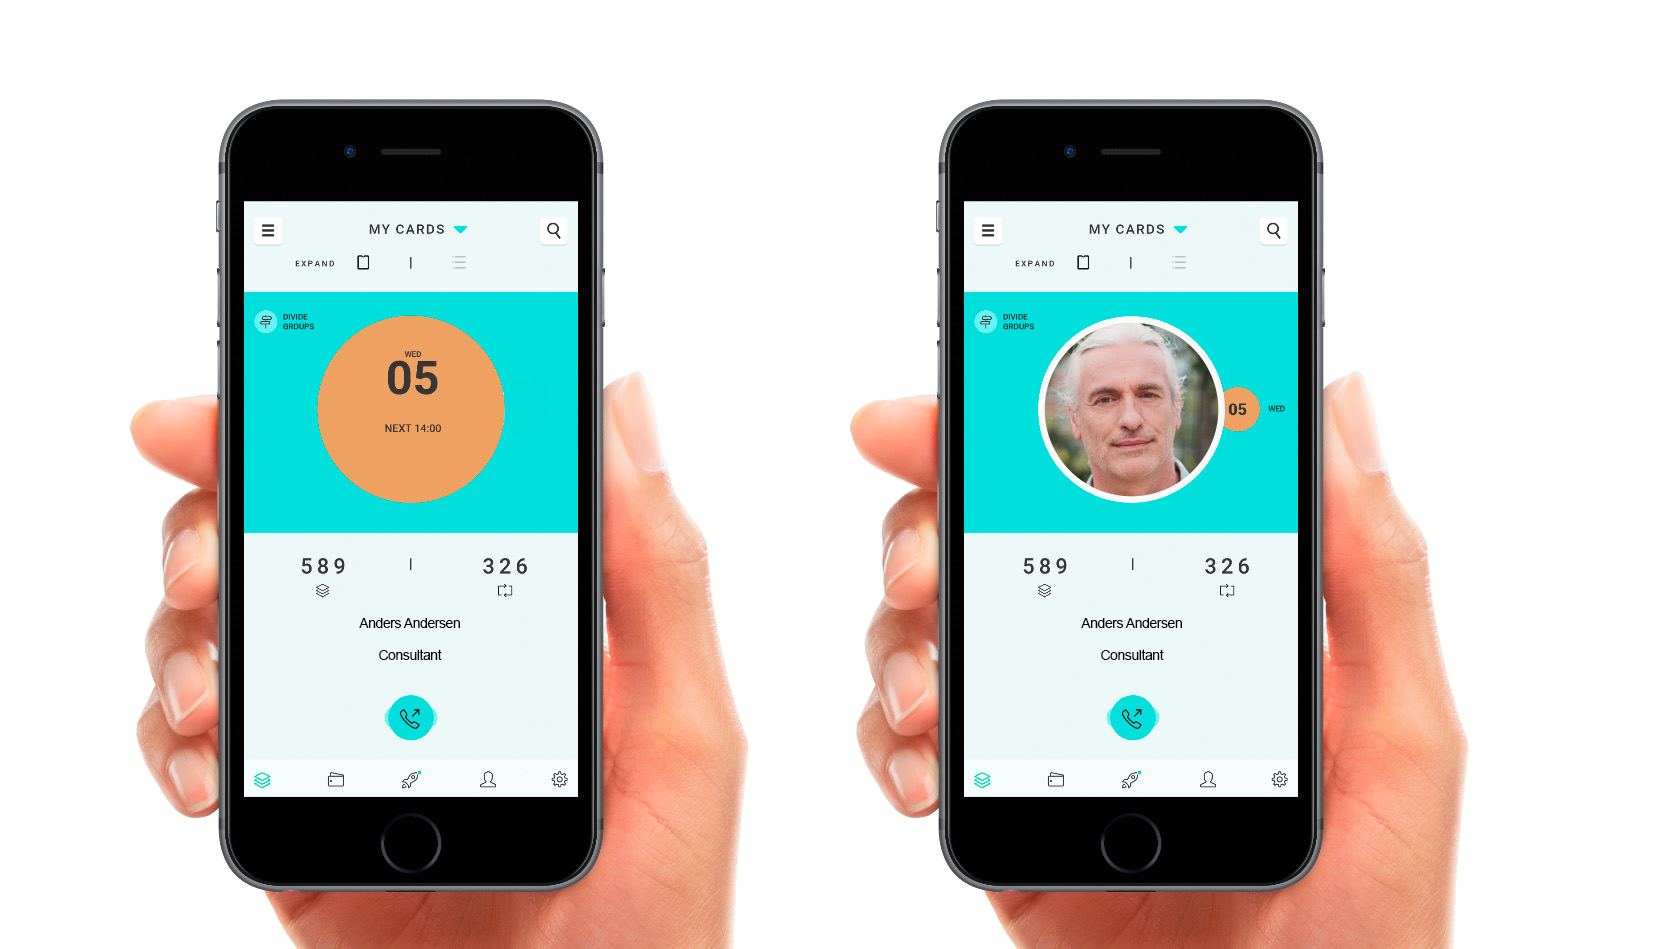 MY CARDS
EXPAND
DIVIDE
GROUPS
WED
05
NEXT 14:00
589
326
Anders Andersen
Consultant
MY CARDS
EXPAND
DIVIDE
GROUPS
05 WED
589
326
Anders Andersen
Consultant